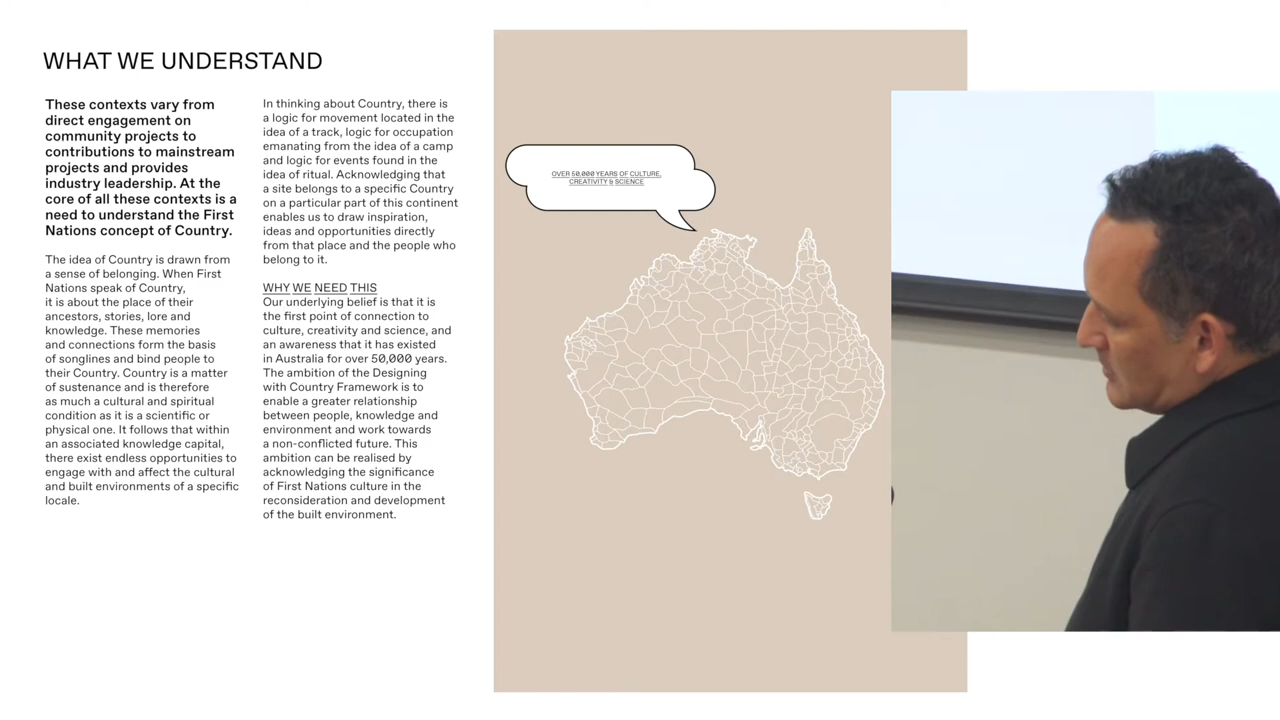 WHAT WE UNDERSTAND
These contexts vary from
direct engagement on
community projects to
contributions to mainstream
projects and provides
industry leadership. At the
core of all these contexts is a
need to understand the First
Nations concept of Country.
The idea of Country is drawn from
a sense of belonging. When First
Nations speak of Country,
it is about the place of their
ancestors, stories, lore and
knowledge. These memories
and connections form the basis
of songlines and bind people to
their Country. Country is a matter
of sustenance and is therefore
as much a cultural and spiritual
condition as it is a scientific or
physical one. It follows that within
an associated knowledge capital,
there exist endless opportunities to
engage with and affect the cultural
and built environments of a specific
locale.
In thinking about Country, there is
a logic for movement located in the
idea of a track, logic for occupation
emanating from the idea of a camp
and logic for events found in the
idea of ritual. Acknowledging that
a site belongs to a specific Country
on a particular part of this continent
enables us to draw inspiration,
ideas and opportunities directly
from that place and the people who
belong to it.
WHY WE NEED THIS
Our underlying belief is that it is
the first point of connection to
culture, creativity and science, and
an awareness that it has existed
in Australia for over 50,000 years.
The ambition of the Designing
with Country Framework is to
enable a greater relationship
between people, knowledge and
environment and work towards
a non-conflicted future. This
ambition can be realised by
acknowledging the significance
of First Nations culture in the
reconsideration and development
of the built environment.
OVER 50,000 YEARS OF CULTURE,
CREATIVITY & SCIENCE